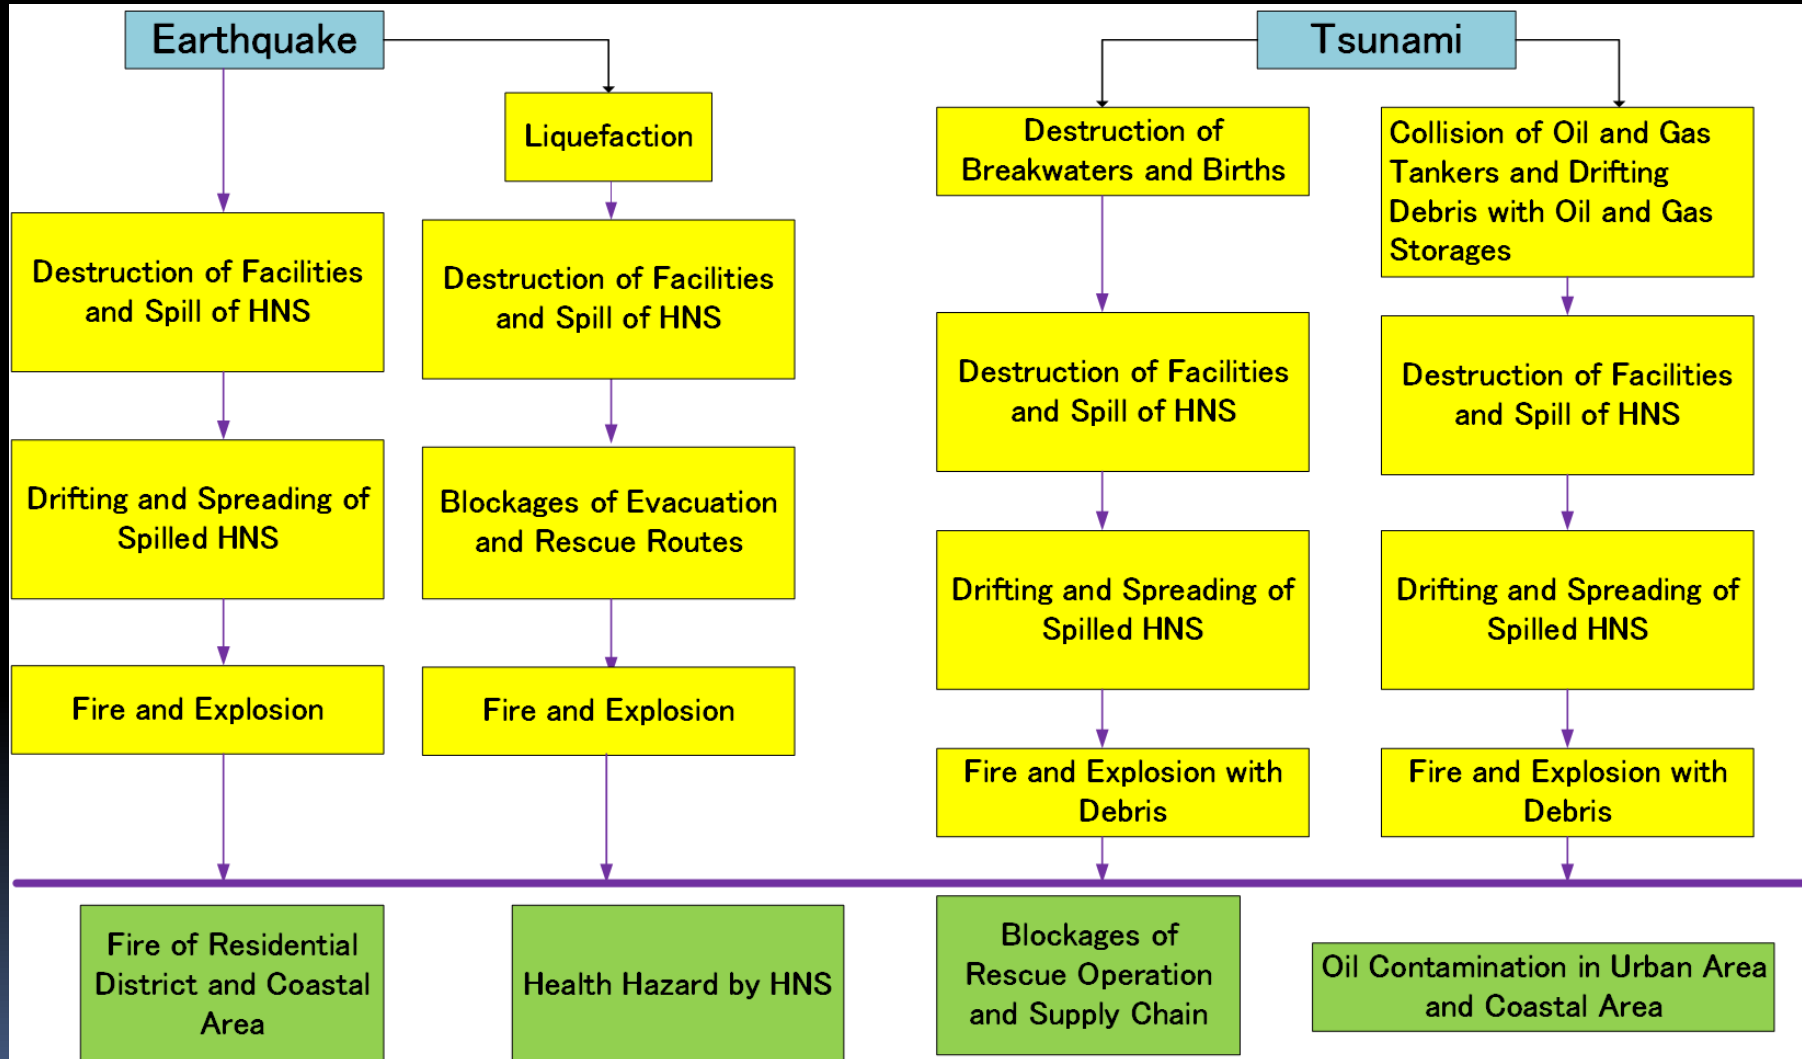 Earthquake
Tsunami
Liquefaction
Destruction of
Breakwaters and Births
Collision of Oil and Gas
Tankers and Drifting
Debris with Oil and Gas
Storages
Destruction of Facilities
and Spill of HNS
Destruction of Facilities
and Spill of HNS
Destruction of Facilities
and Spill of HNS
Destruction of Facilities
and Spill of HNS
Drifting and Spreading of
Spilled HNS
Blockages of Evacuation
and Rescue Routes
Drifting and Spreading of
Spilled HNS
Drifting and Spreading of
Spilled HNS
Fire and Explosion
Fire and Explosion
Fire and Explosion with
Debris
Fire and Explosion with
Debris
Fire of Residential
District and Coastal
Area
Health Hazard by HNS
Blockages of
Rescue Operation
and Supply Chain
Oil Contamination in Urban Area
and Coastal Area